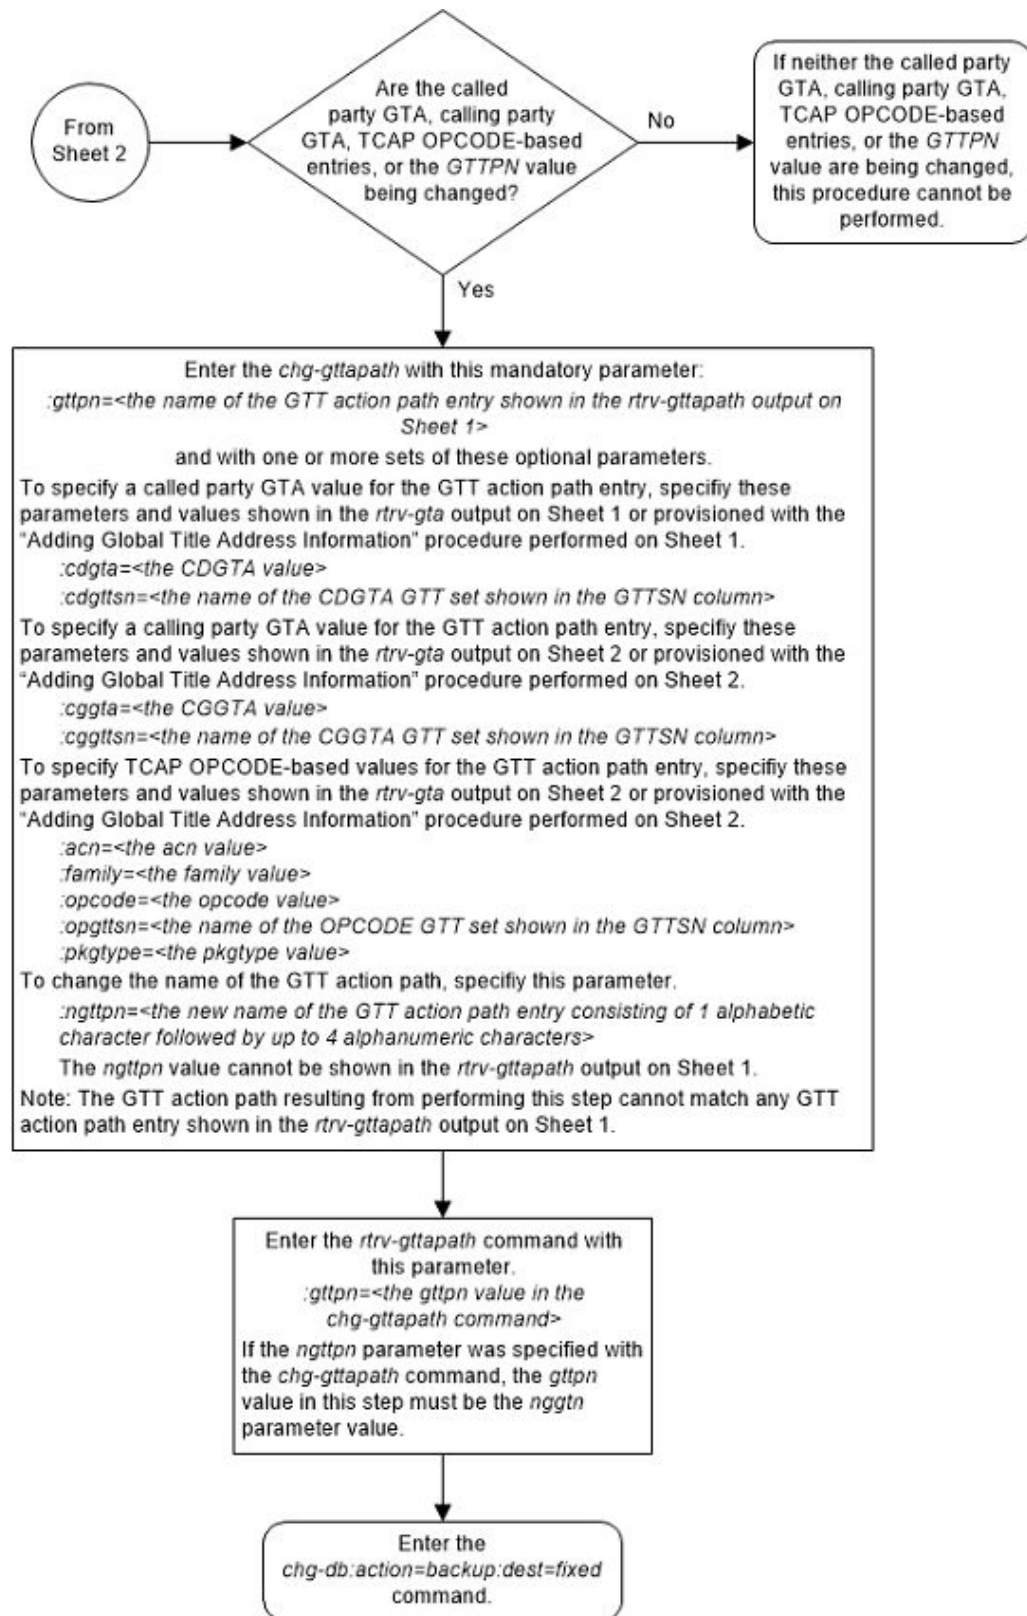 From
Sheet 2
Are the called
party GTA, calling party
GTA, TCAP OPCODE-based
entries, or the GTTPN value
being changed?
No
If neither the called party
GTA, calling party GTA,
TCAP OPCODE-based
entries, or the GTTPN
value are being changed,
this procedure cannot be
performed.
Yes
Enter the chg-gttapath with this mandatory parameter:
:gttpn=<the name of the GTT action path entry shown in the rtrv-gttapath output on
Sheet 1>
and with one or more sets of these optional parameters.
To specify a called party GTA value for the GTT action path entry, specifiy these
parameters and values shown in the rtrv-gta output on Sheet 1 or provisioned with the
“Adding Global Title Address Information” procedure performed on Sheet 1.
:cdgta=<the CDGTA value>
:cdgttsn=<the name of the CDGTA GTT set shown in the GTTSN column>
To specify a calling party GTA value for the GTT action path entry, specifiy these
parameters and values shown in the rtrv-gta output on Sheet 2 or provisioned with the
“Adding Global Title Address Information” procedure performed on Sheet 2.
:cggta=<the CGGTA value>
:cggttsn=<the name of the CGGTA GTT set shown in the GTTSN column>
To specify TCAP OPCODE-based values for the GTT action path entry, specifiy these
parameters and values shown in the rtrv-gta output on Sheet 2 or provisioned with the
“Adding Global Title Address Information” procedure performed on Sheet 2.
:acn=<the acn value>
:family=<the family value>
:opcode=<the opcode value>
:opgttsn=<the name of the OPCODE GTT set shown in the GTTSN column>
:pkgtype=<the pkgtype value>
To change the name of the GTT action path, specifiy this parameter.
:ngttpn=<the new name of the GTT action path entry consisting of 1 alphabetic
character followed by up to 4 alphanumeric characters>
The ngttpn value cannot be shown in the rtrv-gttapath output on Sheet 1.
Note: The GTT action path resulting from performing this step cannot match any GTT
action path entry shown in the rtrv-gttapath output on Sheet 1.
Enter the rtrv-gttapath command with
this parameter.
:gttpn=<the gttpn value in the
chg-gttapath command>
If the ngttpn parameter was specified with
the chg-gttapath command, the gttpn
value in this step must be the nggtn
parameter value.
Enter the
chg-db:action=backup:dest=fixed
command.